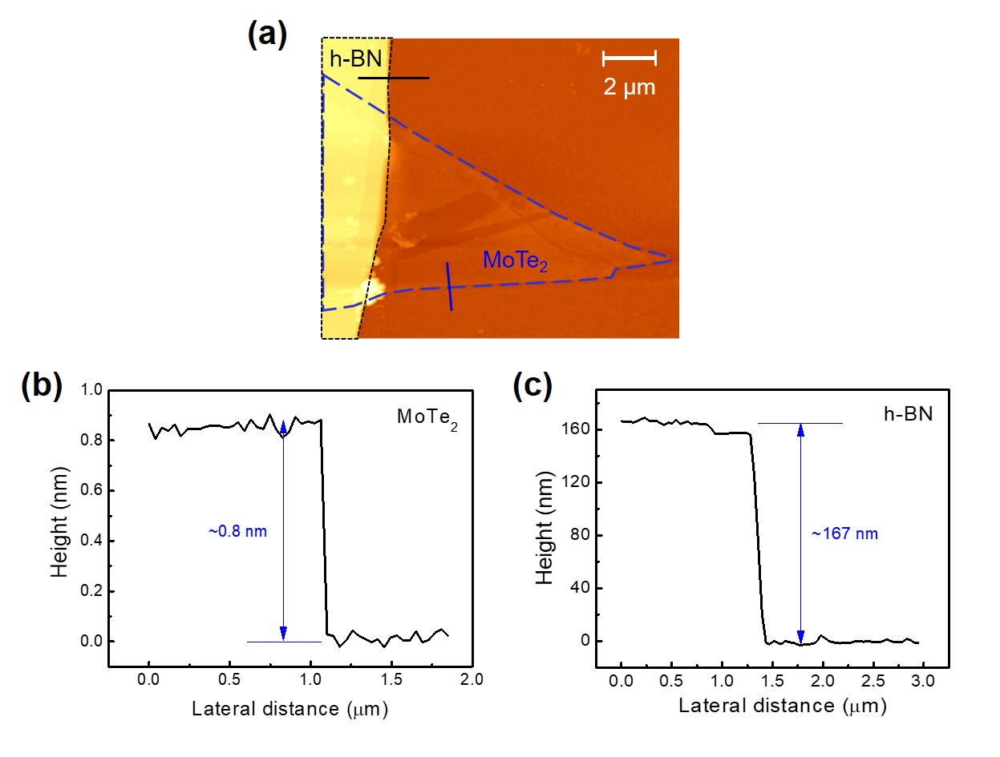 (a)
h-BN
2 μm
MoTe2
(b)
1.0
0.8
0.6
0.4
0.2
0.0
Height (nm)
MoTe2
~0.8 nm
0.0 0.5 1.0 1.5 2.0
Lateral distance (μm)
(c)
160
120
80
40
0
Height (nm)
h-BN
~167 nm
0.0 0.5 1.0 1.5 2.0 2.5 3.0
Lateral distance (μm)